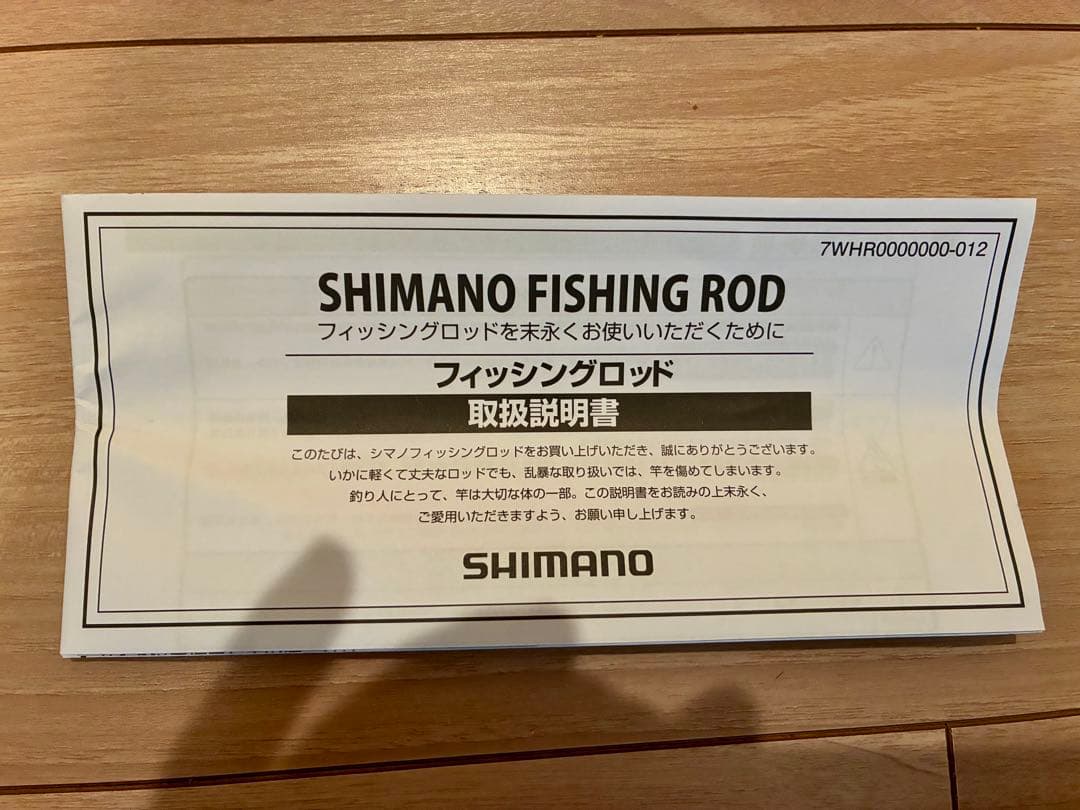 7WHR0000000-012
SHIMANO FISHING ROD
フィッシングロッドを末永くお使いいただくために
フィッシングロッド
取扱説明書
このたびは、シマノフィッシングロッドをお買い上げいただき、誠にありがとうございます。
いかに軽くて丈夫なロッドでも、乱暴な取り扱いでは、竿を傷めてしまいます。
釣り人にとって、竿は大切な体の一部。この説明書をお読みの上末永く、
ご愛用いただきますよう、お願い申し上げます。
SHIMANO